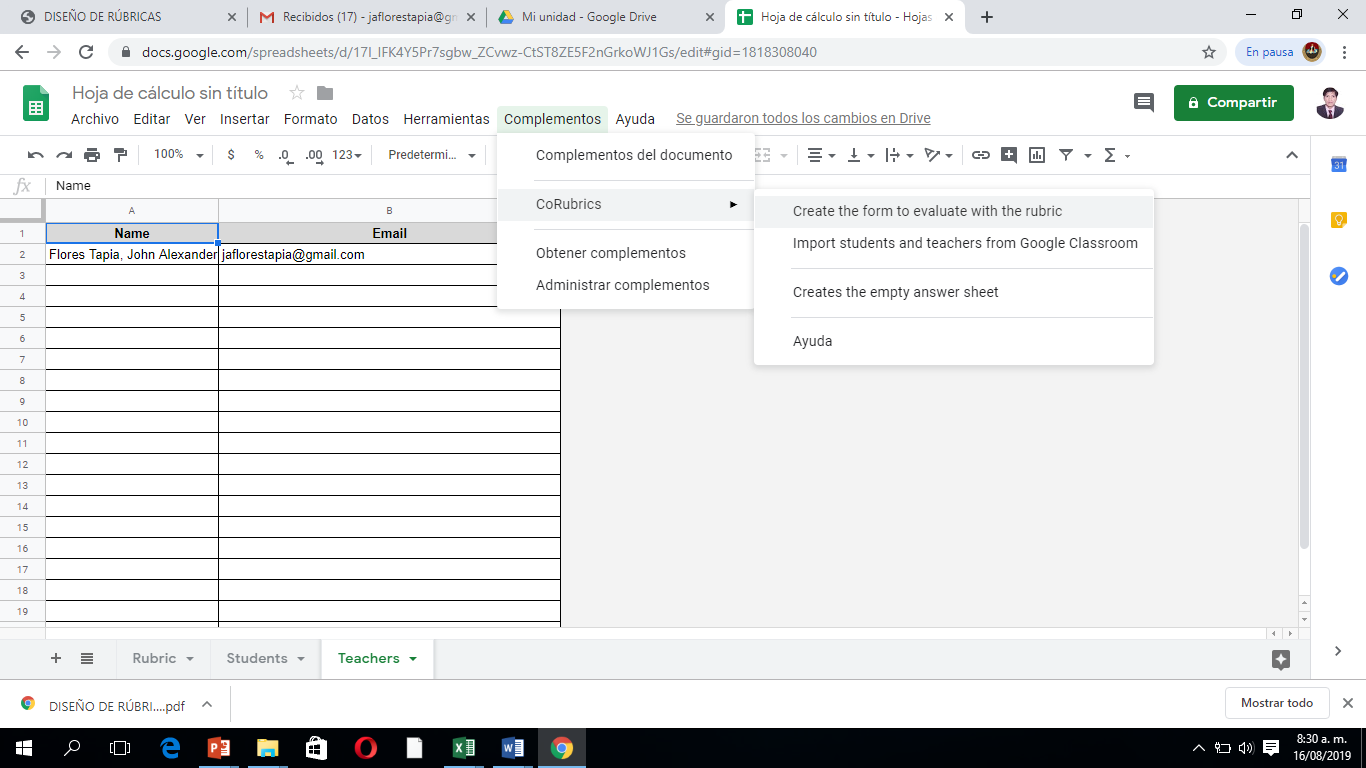 DISEÑO DE RÚBRICAS
Recibidos (17) - jaflorestapia@gm
Mi unidad - Google Drive
Hoja de cálculo sin título - Hojas
docs.google.com/spreadsheets/d/17I_IFK4Y5Pr7sgbw_ZCvwz-CtST8ZE5F2nGrkoWJ1Gs/edit#gid=1818308040
En pausa
Hoja de cálculo sin título
Archivo Editar Ver Insertar Formato Datos Herramientas Complementos Ayuda Se guardaron todos los cambios en Drive
Compartir
100% $ % .0 .00 123 Predetermi... Σ
31
fx Name
Complementos del documento
CoRubrics
Obtener complementos
Administrar complementos
Create the form to evaluate with the rubric
Import students and teachers from Google Classroom
Creates the empty answer sheet
Ayuda
A B
1 Name Email
2 Flores Tapia, John Alexander jaflorestapia@gmail.com
3
4
5
6
7
8
9
10
11
12
13
14
15
16
17
18
19
Rubric Students Teachers
DISEÑO DE RÚBRI....pdf
Mostrar todo
8:30 a. m.
16/08/2019